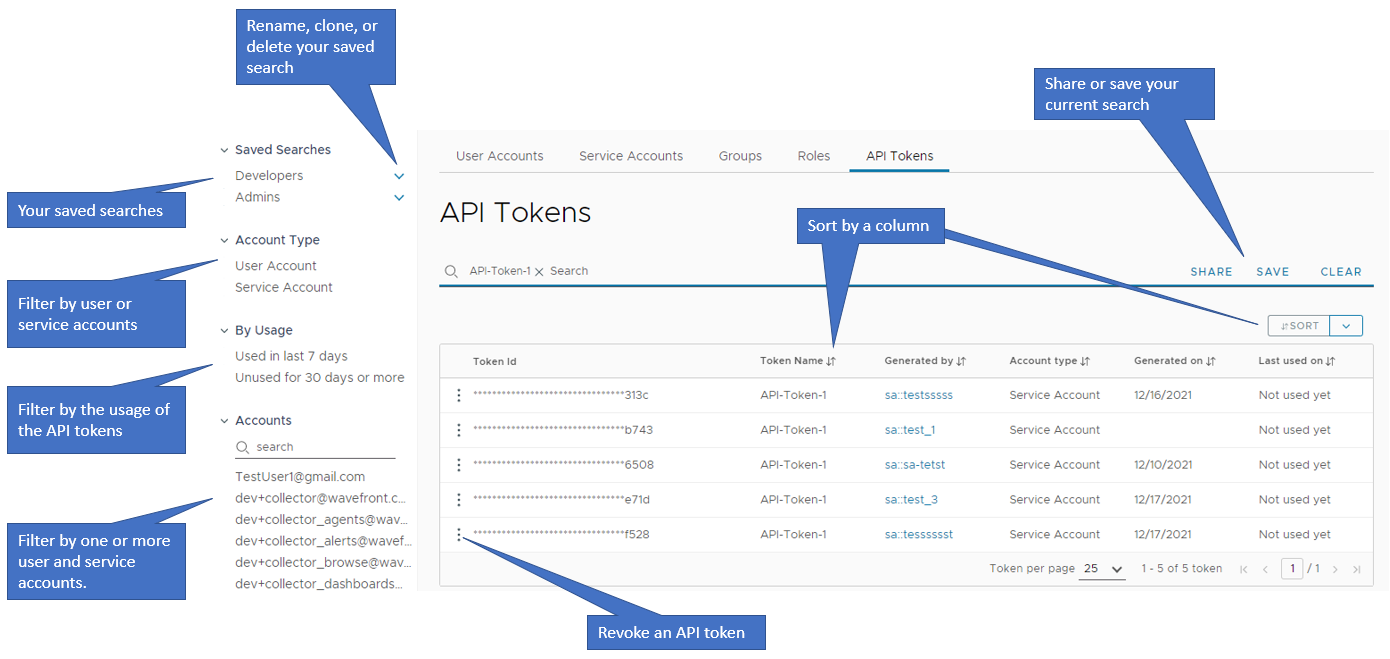 Rename, clone, or
delete your saved
search
Share or save your
current search
Your saved searches
Filter by user or
service accounts
Filter by the usage of
the API tokens
Filter by one or more
user and service
accounts.
Saved Searches
Developers
Admins
Account Type
User Account
Service Account
By Usage
Used in last 7 days
Unused for 30 days or more
Accounts
search
TestUser1@gmail.com
dev+collector@wavefront.c...
dev+collector_agents@wav...
dev+collector_alerts@wavef...
dev+collector_browse@wav...
dev+collector_dashboards...
User Accounts Service Accounts Groups Roles API Tokens
API Tokens
Sort by a column
API-Token-1 × Search SHARE SAVE CLEAR
SORT
Token Id Token Name Generated by Account type Generated on Last used on
********************************313c API-Token-1 sa::testsssss Service Account 12/16/2021 Not used yet
********************************b743 API-Token-1 sa::test_1 Service Account Not used yet
********************************6508 API-Token-1 sa::sa-tetst Service Account 12/10/2021 Not used yet
********************************e71d API-Token-1 sa::test_3 Service Account 12/17/2021 Not used yet
********************************f528 API-Token-1 sa::tesssssst Service Account 12/17/2021 Not used yet
Token per page 25 1 - 5 of 5 token 1 / 1
Revoke an API token